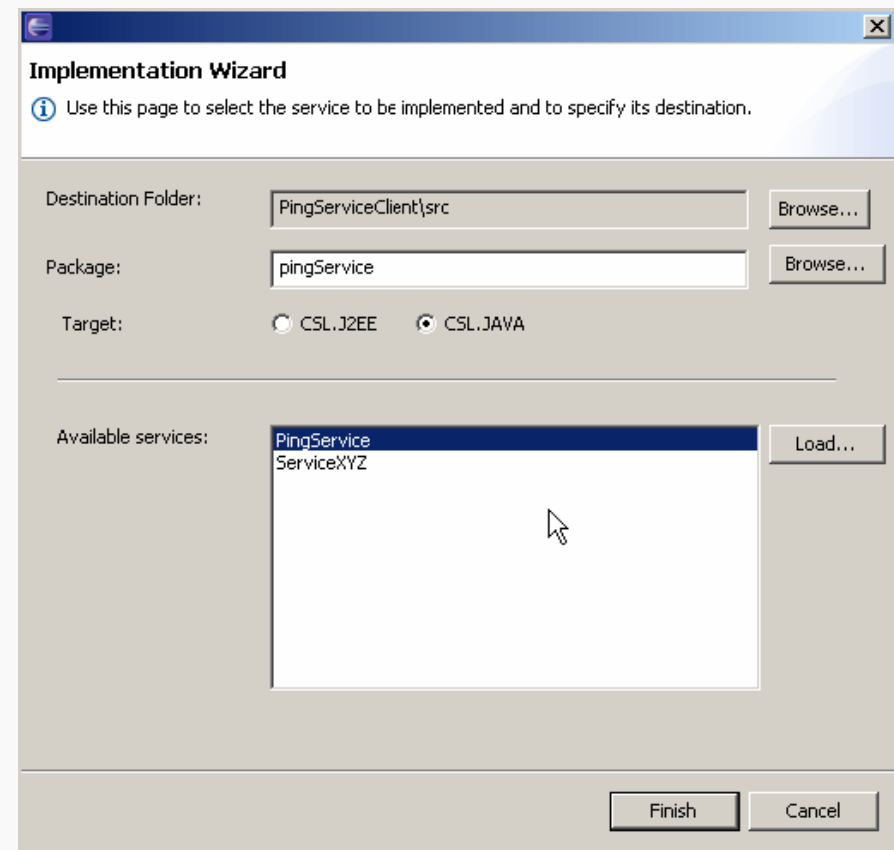 Implementation Wizard
Use this page to select the service to be implemented and to specify its destination.
Destination Folder: PingServiceClient\src Browse...
Package: pingService Browse...
Target: CSL.J2EE CSL.JAVA
Available services: PingService Load...
ServiceXYZ
Finish Cancel